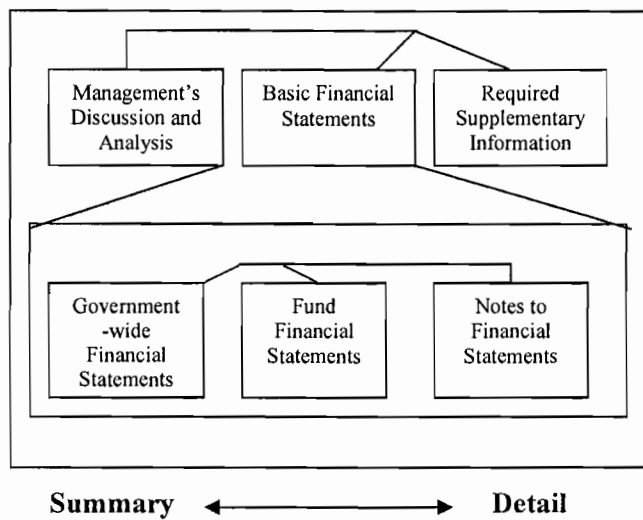 Management's
Discussion and
Analysis
Basic Financial
Statements
Required
Supplementary
Information
Government
-wide
Financial
Statements
Fund
Financial
Statements
Notes to
Financial
Statements
Summary
Detail